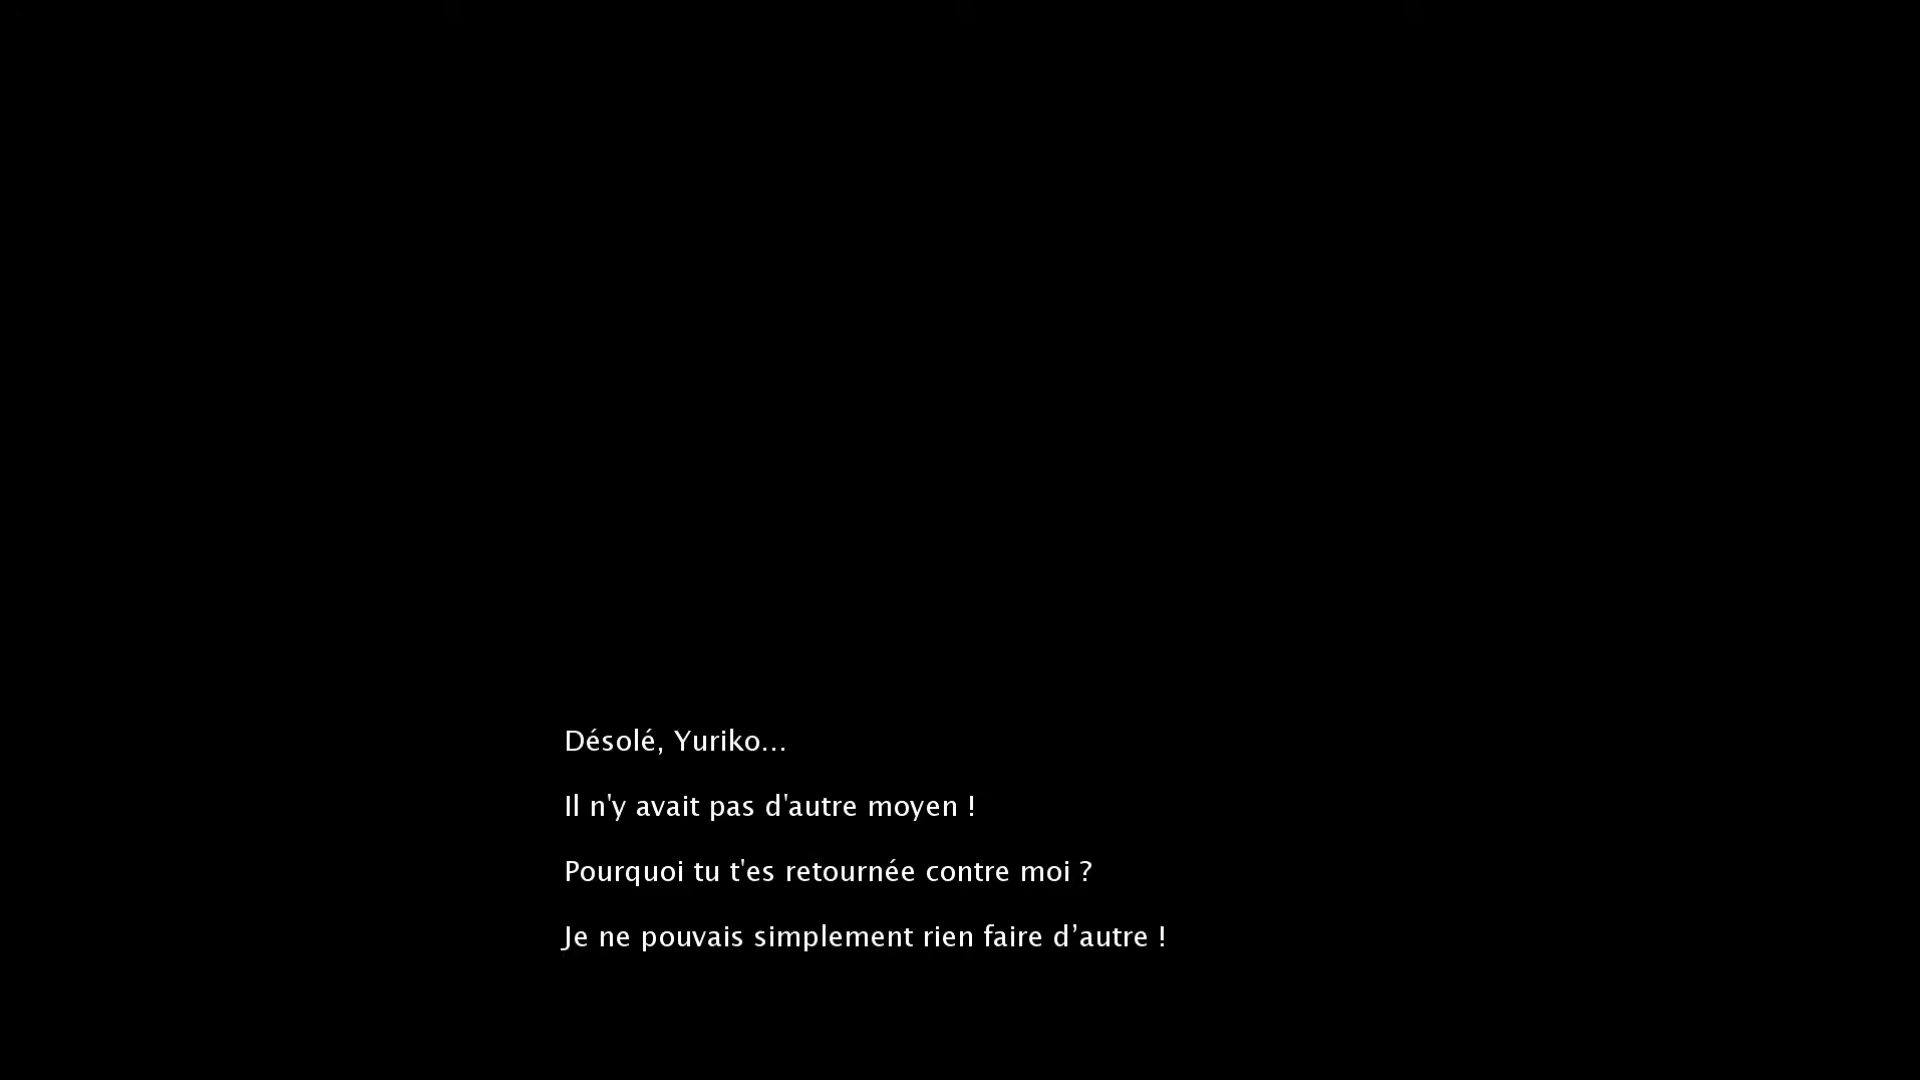 Désolé, Yuriko...
Il n'y avait pas d'autre moyen !
Pourquoi tu t'es retournée contre moi ?
Je ne pouvais simplement rien faire d’autre !